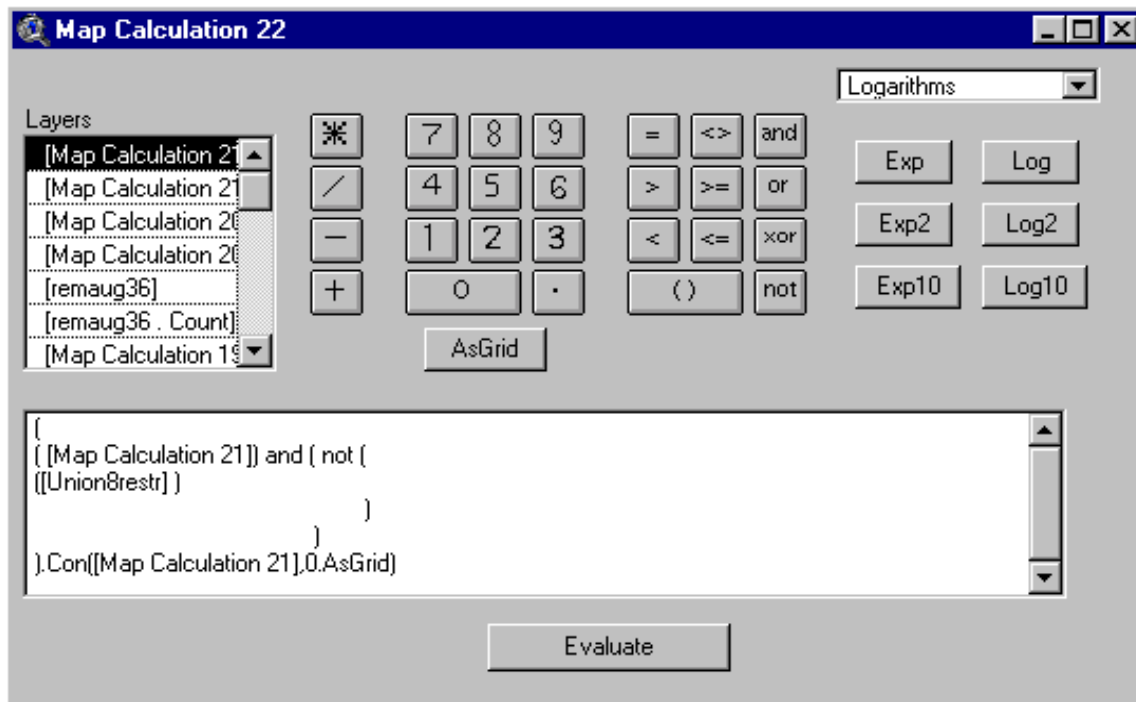 Map Calculation 22
Logarithms
Layers
[Map Calculation 21
[Map Calculation 21
[Map Calculation 20
[Map Calculation 20
[remaug36]
[remaug36 . Count]
[Map Calculation 19
* 7 8 9 = <> and
/ 4 5 6 > >= or
- 1 2 3 < <= xor
+ 0 . ( ) not
AsGrid
Exp Log
Exp2 Log2
Exp10 Log10
(
( [Map Calculation 21]) and ( not (
([Union8restr] )
)
)
).Con([Map Calculation 21],0.AsGrid)
Evaluate